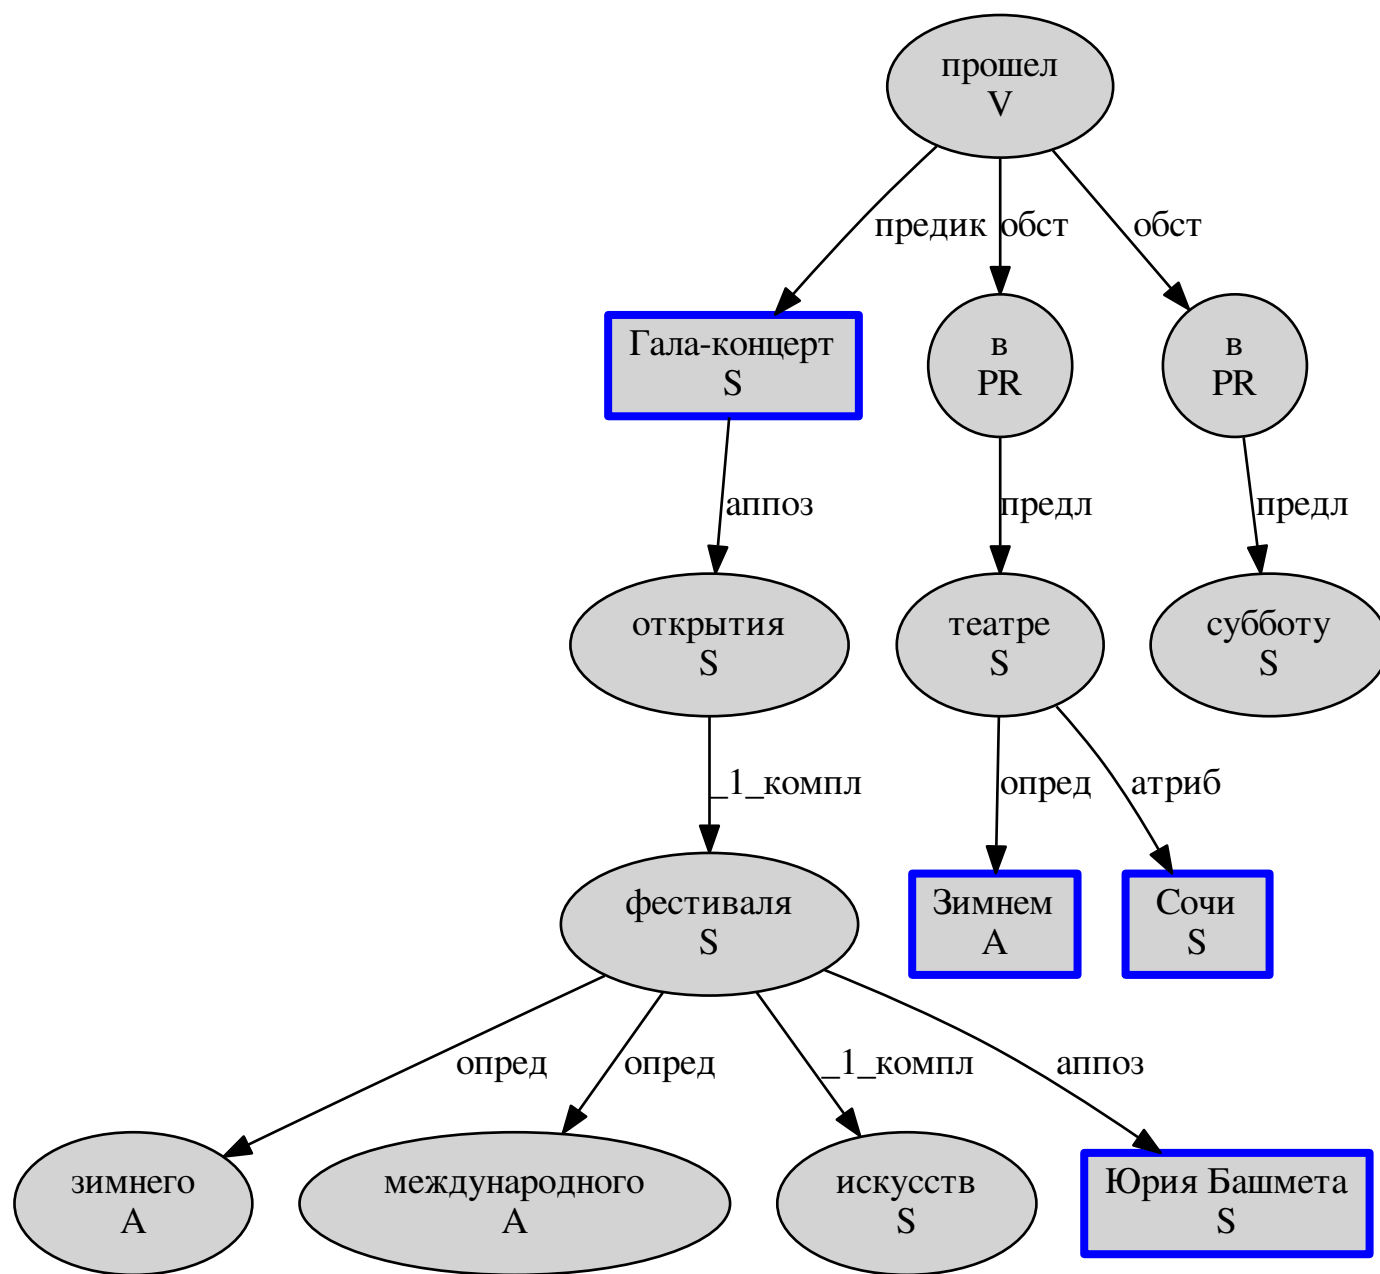 прошел
V
предик обст обст
Гала-концерт
S
в
PR
в
PR
аппоз предл предл
открытия
S
театре
S
субботу
S
_1_компл опред атриб
фестиваля
S
Зимнем
A
Сочи
S
опред опред _1_компл аппоз
зимнего
A
международного
A
искусств
S
Юрия Башмета
S